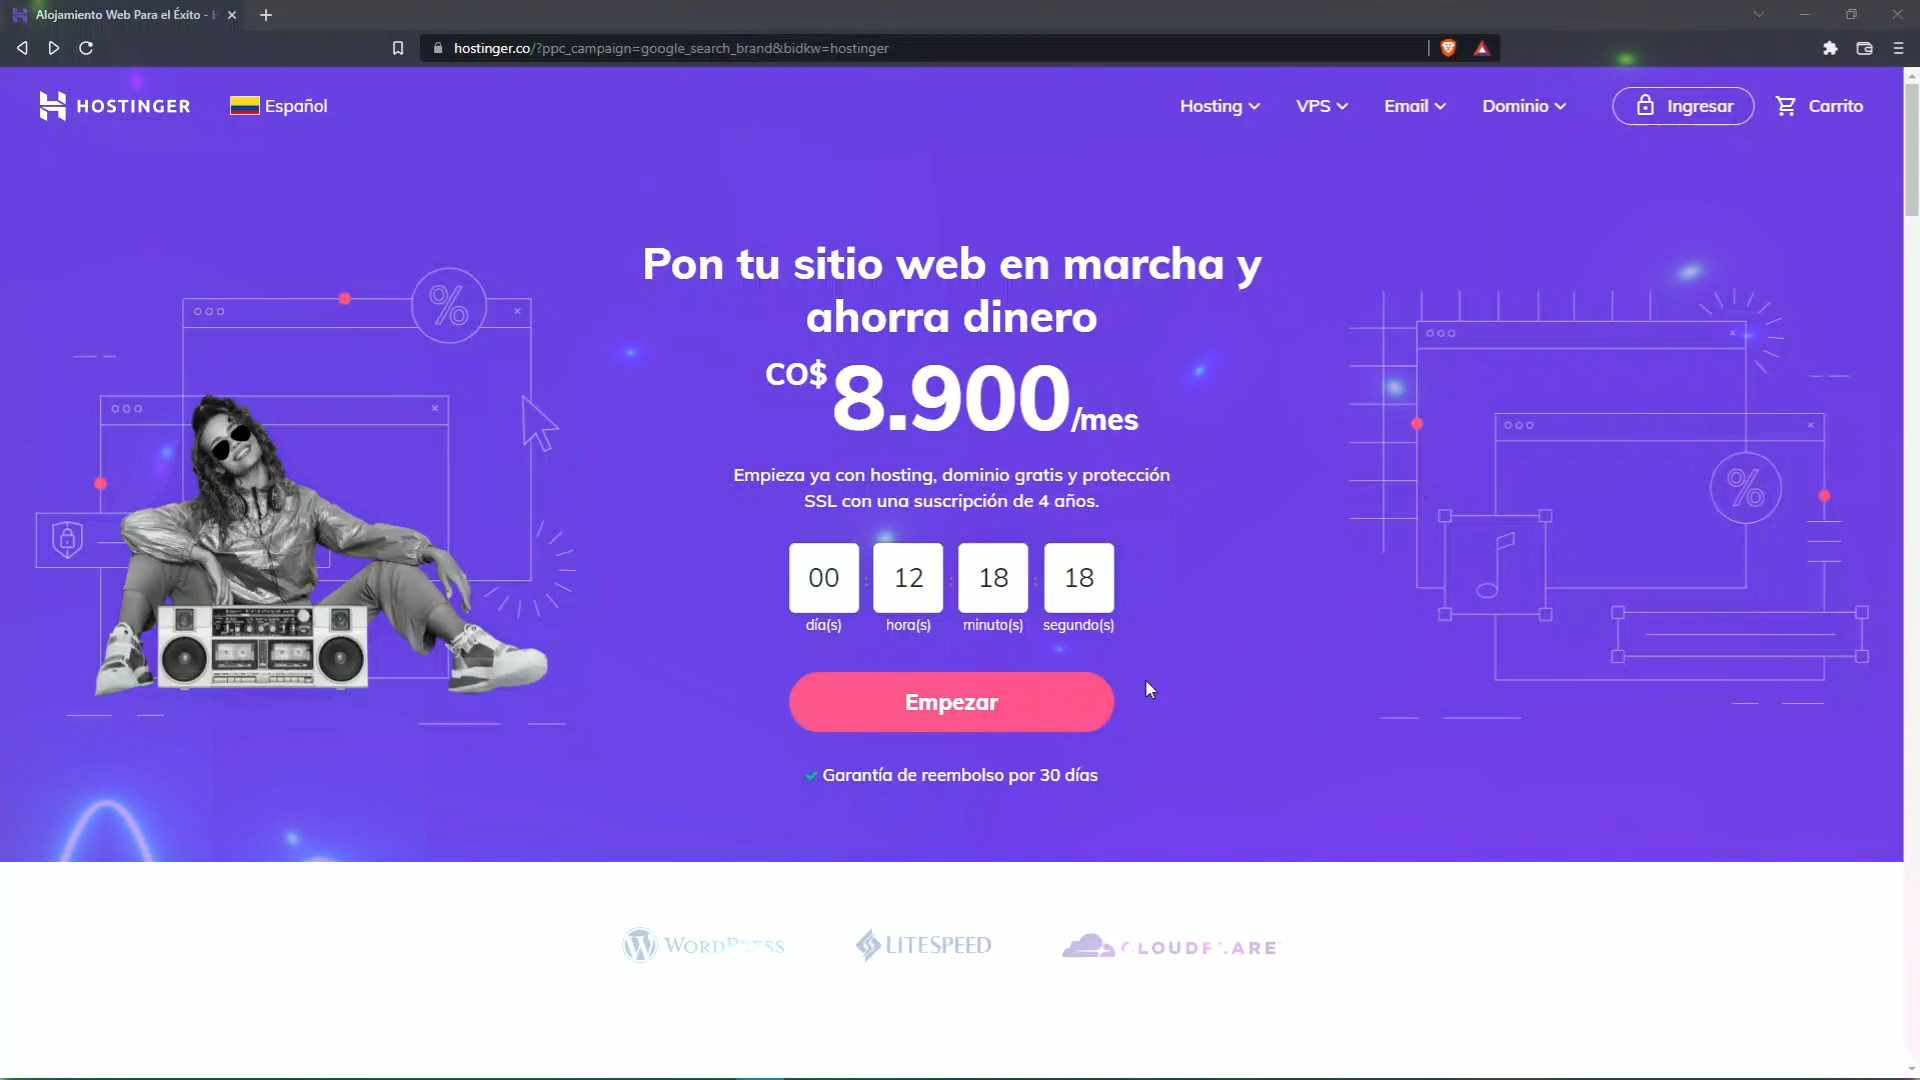 Alojamiento Web Para el Éxito -
hostinger.co/?ppc_campaign=google_search_brand&bidkw=hostinger
HOSTINGER
Español
Hosting
VPS
Email
Dominio
Ingresar
Carrito
Pon tu sitio web en marcha y
ahorra dinero
CO$ 8.900/mes
Empieza ya con hosting, dominio gratis y protección
SSL con una suscripción de 4 años.
00 : 12 : 18 : 18
día(s) hora(s) minuto(s) segundo(s)
Empezar
Garantía de reembolso por 30 días
WORDPRESS
LITESPEED
CLOUDFLARE